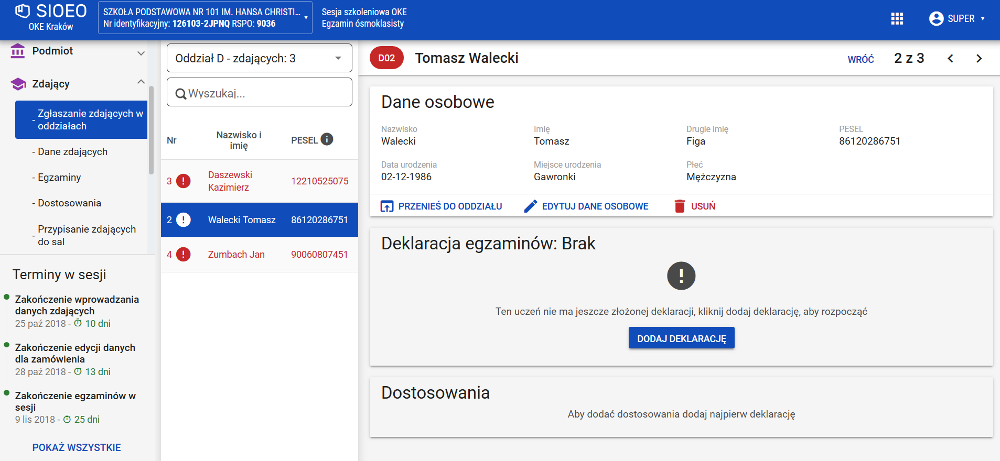 SIOEO
OKE Kraków
SZKOŁA PODSTAWOWA NR 101 IM. HANSA CHRISTI...
Nr identyfikacyjny: 126103-2JPNQ RSPO: 9036
Sesja szkoleniowa OKE
Egzamin ósmoklasisty
SUPER
Podmiot
Zdający
- Zgłaszanie zdających w
oddziałach
- Dane zdających
- Egzaminy
- Dostosowania
- Przypisanie zdających
do sal
Terminy w sesji
Zakończenie wprowadzania
danych zdających
25 paź 2018 - 10 dni
Zakończenie edycji danych
dla zamówienia
28 paź 2018 - 13 dni
Zakończenie egzaminów w
sesji
9 lis 2018 - 25 dni
POKAŻ WSZYSTKIE
Oddział D - zdających: 3
Wyszukaj...
Nr Nazwisko i imię PESEL
3 Daszewski Kazimierz 12210525075
2 Walecki Tomasz 86120286751
4 Zumbach Jan 90060807451
D02 Tomasz Walecki WRÓĆ 2 z 3
Dane osobowe
Nazwisko Imię Drugie imię PESEL
Walecki Tomasz Figa 86120286751
Data urodzenia Miejsce urodzenia Płeć
02-12-1986 Gawronki Mężczyzna
PRZENIEŚ DO ODDZIAŁU EDYTUJ DANE OSOBOWE USUŃ
Deklaracja egzaminów: Brak
Ten uczeń nie ma jeszcze złożonej deklaracji, kliknij dodaj deklarację, aby rozpocząć
DODAJ DEKLARACJĘ
Dostosowania
Aby dodać dostosowania dodaj najpierw deklarację